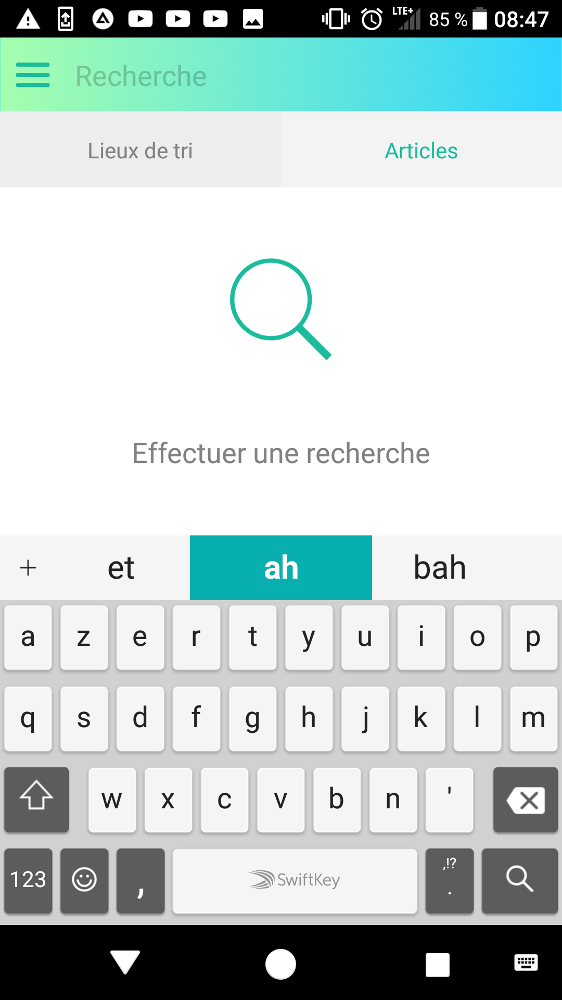 LTE+ 85 % 08:47
Recherche
Lieux de tri Articles
Effectuer une recherche
et ah bah
a z e r t y u i o p
q s d f g h j k l m
w x c v b n '
123 , SwiftKey ,!? .